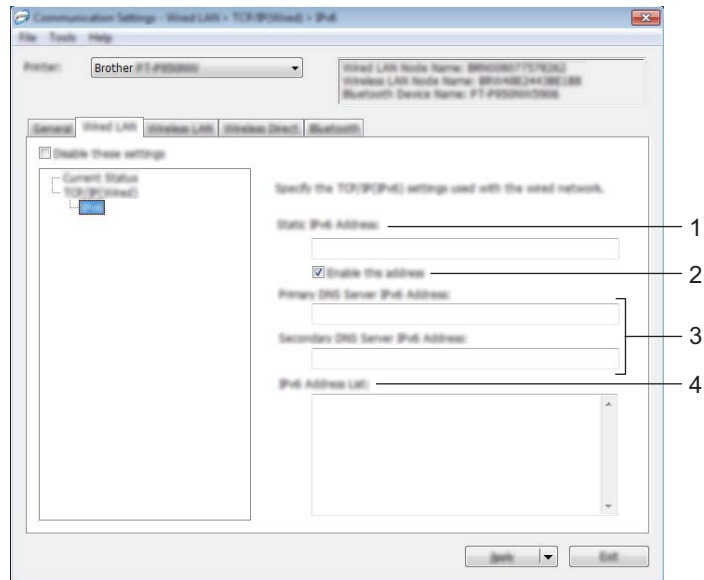 Communication Settings - Wired LAN > TCP/IP(Wired) > IPv6
File Tools Help
Printer:
Brother PT-P950NW
Wired LAN Node Name:
Wireless LAN Node Name:
Bluetooth Device Name:
General Wired LAN Wireless LAN Wireless Direct Bluetooth
Disable these settings
Current Status
TCP/IP(Wired)
Specify the TCP/IP(IPv6) settings used with the wired network.
Static IPv6 Address:
1
Enable this address
2
Primary DNS Server IPv6 Address:
3
Secondary DNS Server IPv6 Address:
IPv6 Address List:
4
Apply Exit